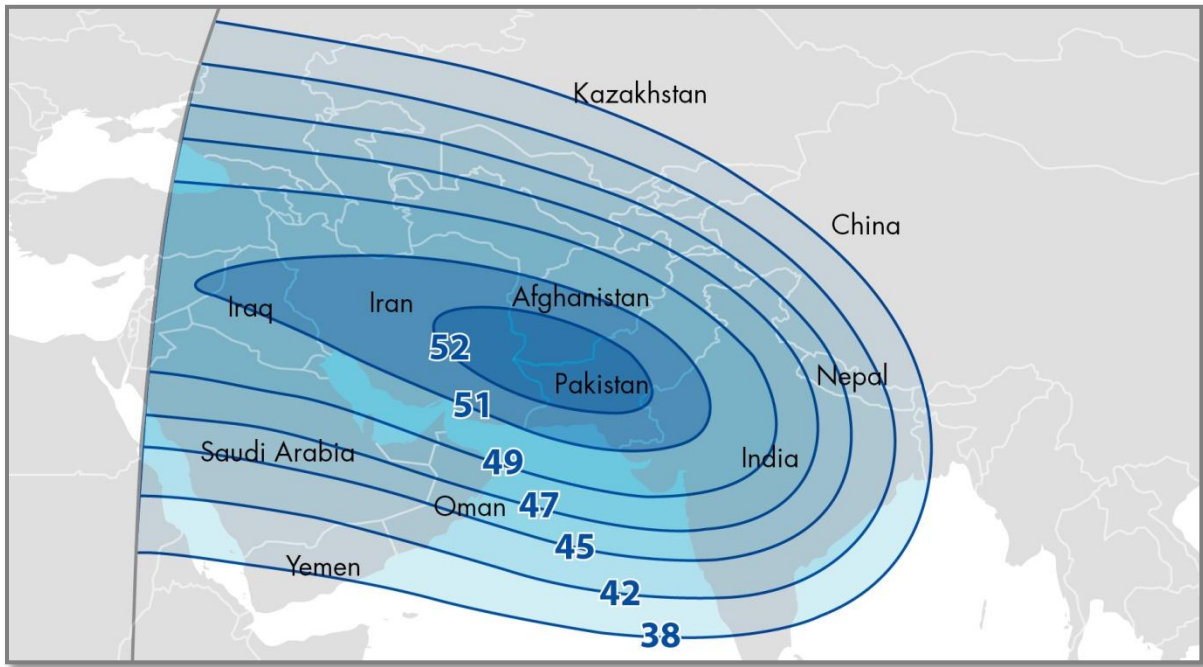 Kazakhstan
China
Afghanistan
Iran
Iraq
52
Nepal
Pakistan
51
Saudi Arabia
49
India
Oman
47
45
Yemen
42
38